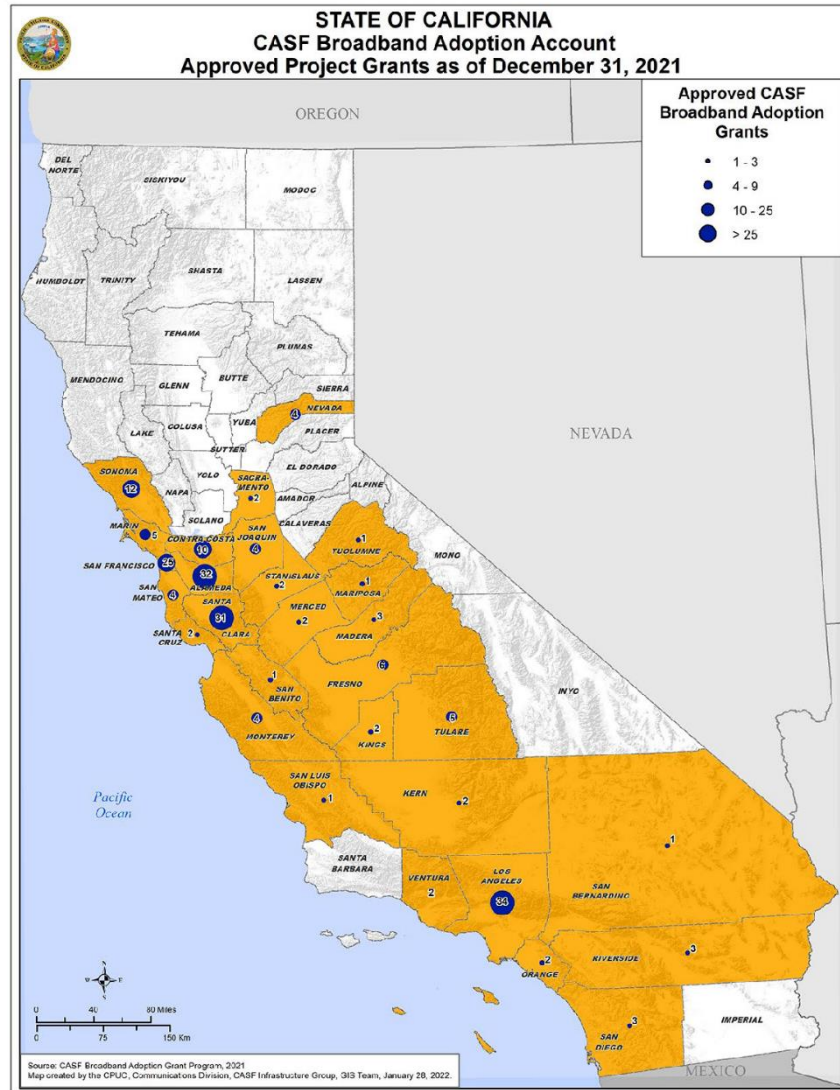 STATE OF CALIFORNIA
CASF Broadband Adoption Account
Approved Project Grants as of December 31, 2021
Approved CASF
Broadband Adoption
Grants
1 - 3
4 - 9
10 - 25
> 25
OREGON
DEL
NORTE
SISKIYOU
MODOC
HUMBOLDT
TRINITY
SHASTA
LASSEN
TEHAMA
PLUMAS
MENDOCINO
GLENN
BUTTE
SIERRA
NEVADA
4
LAKE
COLUSA
YUBA
PLACER
SUTTER
NEVADA
SONOMA
12
NAPA
YOLO
EL DORADO
SACRA-
MENTO
2
AMADOR
ALPINE
SOLANO
CALAVERAS
MARIN
5
CONTRA COSTA
10
SAN
JOAQUIN
4
TUOLUMNE
1
MONO
SAN FRANCISCO
25
32
ALAMEDA
STANISLAUS
2
MARIPOSA
1
SAN
MATEO
4
SANTA
CLARA
31
MERCED
2
MADERA
3
SANTA
CRUZ
2
FRESNO
6
INYO
SAN
BENITO
1
MONTEREY
4
KINGS
2
TULARE
SAN LUIS
OBISPO
1
KERN
2
Pacific
Ocean
SANTA
BARBARA
VENTURA
2
LOS
ANGELES
34
SAN
BERNARDINO
1
ORANGE
2
RIVERSIDE
3
SAN
DIEGO
3
IMPERIAL
MEXICO
W E
S
0 40 80 Miles
0 75 150 Km
Source: CASF Broadband Adoption Grant Program, 2021
Map created by the CPUC, Communications Division, CASF Infrastructure Group, GIS Team, January 28, 2022.